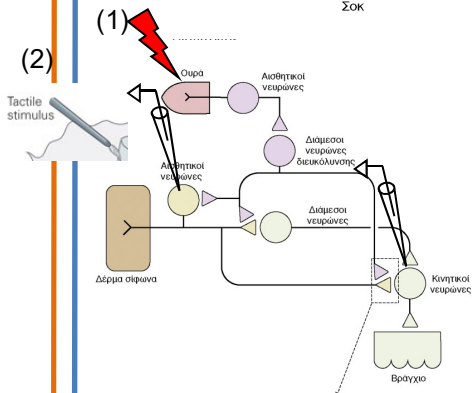 Σοκ
(1)
(2)
Tactile
stimulus
Ουρά
Αισθητικοί
νευρώνες
Διάμεσοι
νευρώνες
διευκόλυνσης
Αισθητικοί
νευρώνες
Διάμεσοι
νευρώνες
Δέρμα σίφωνα
Κινητικοί
νευρώνες
Βράγχιο